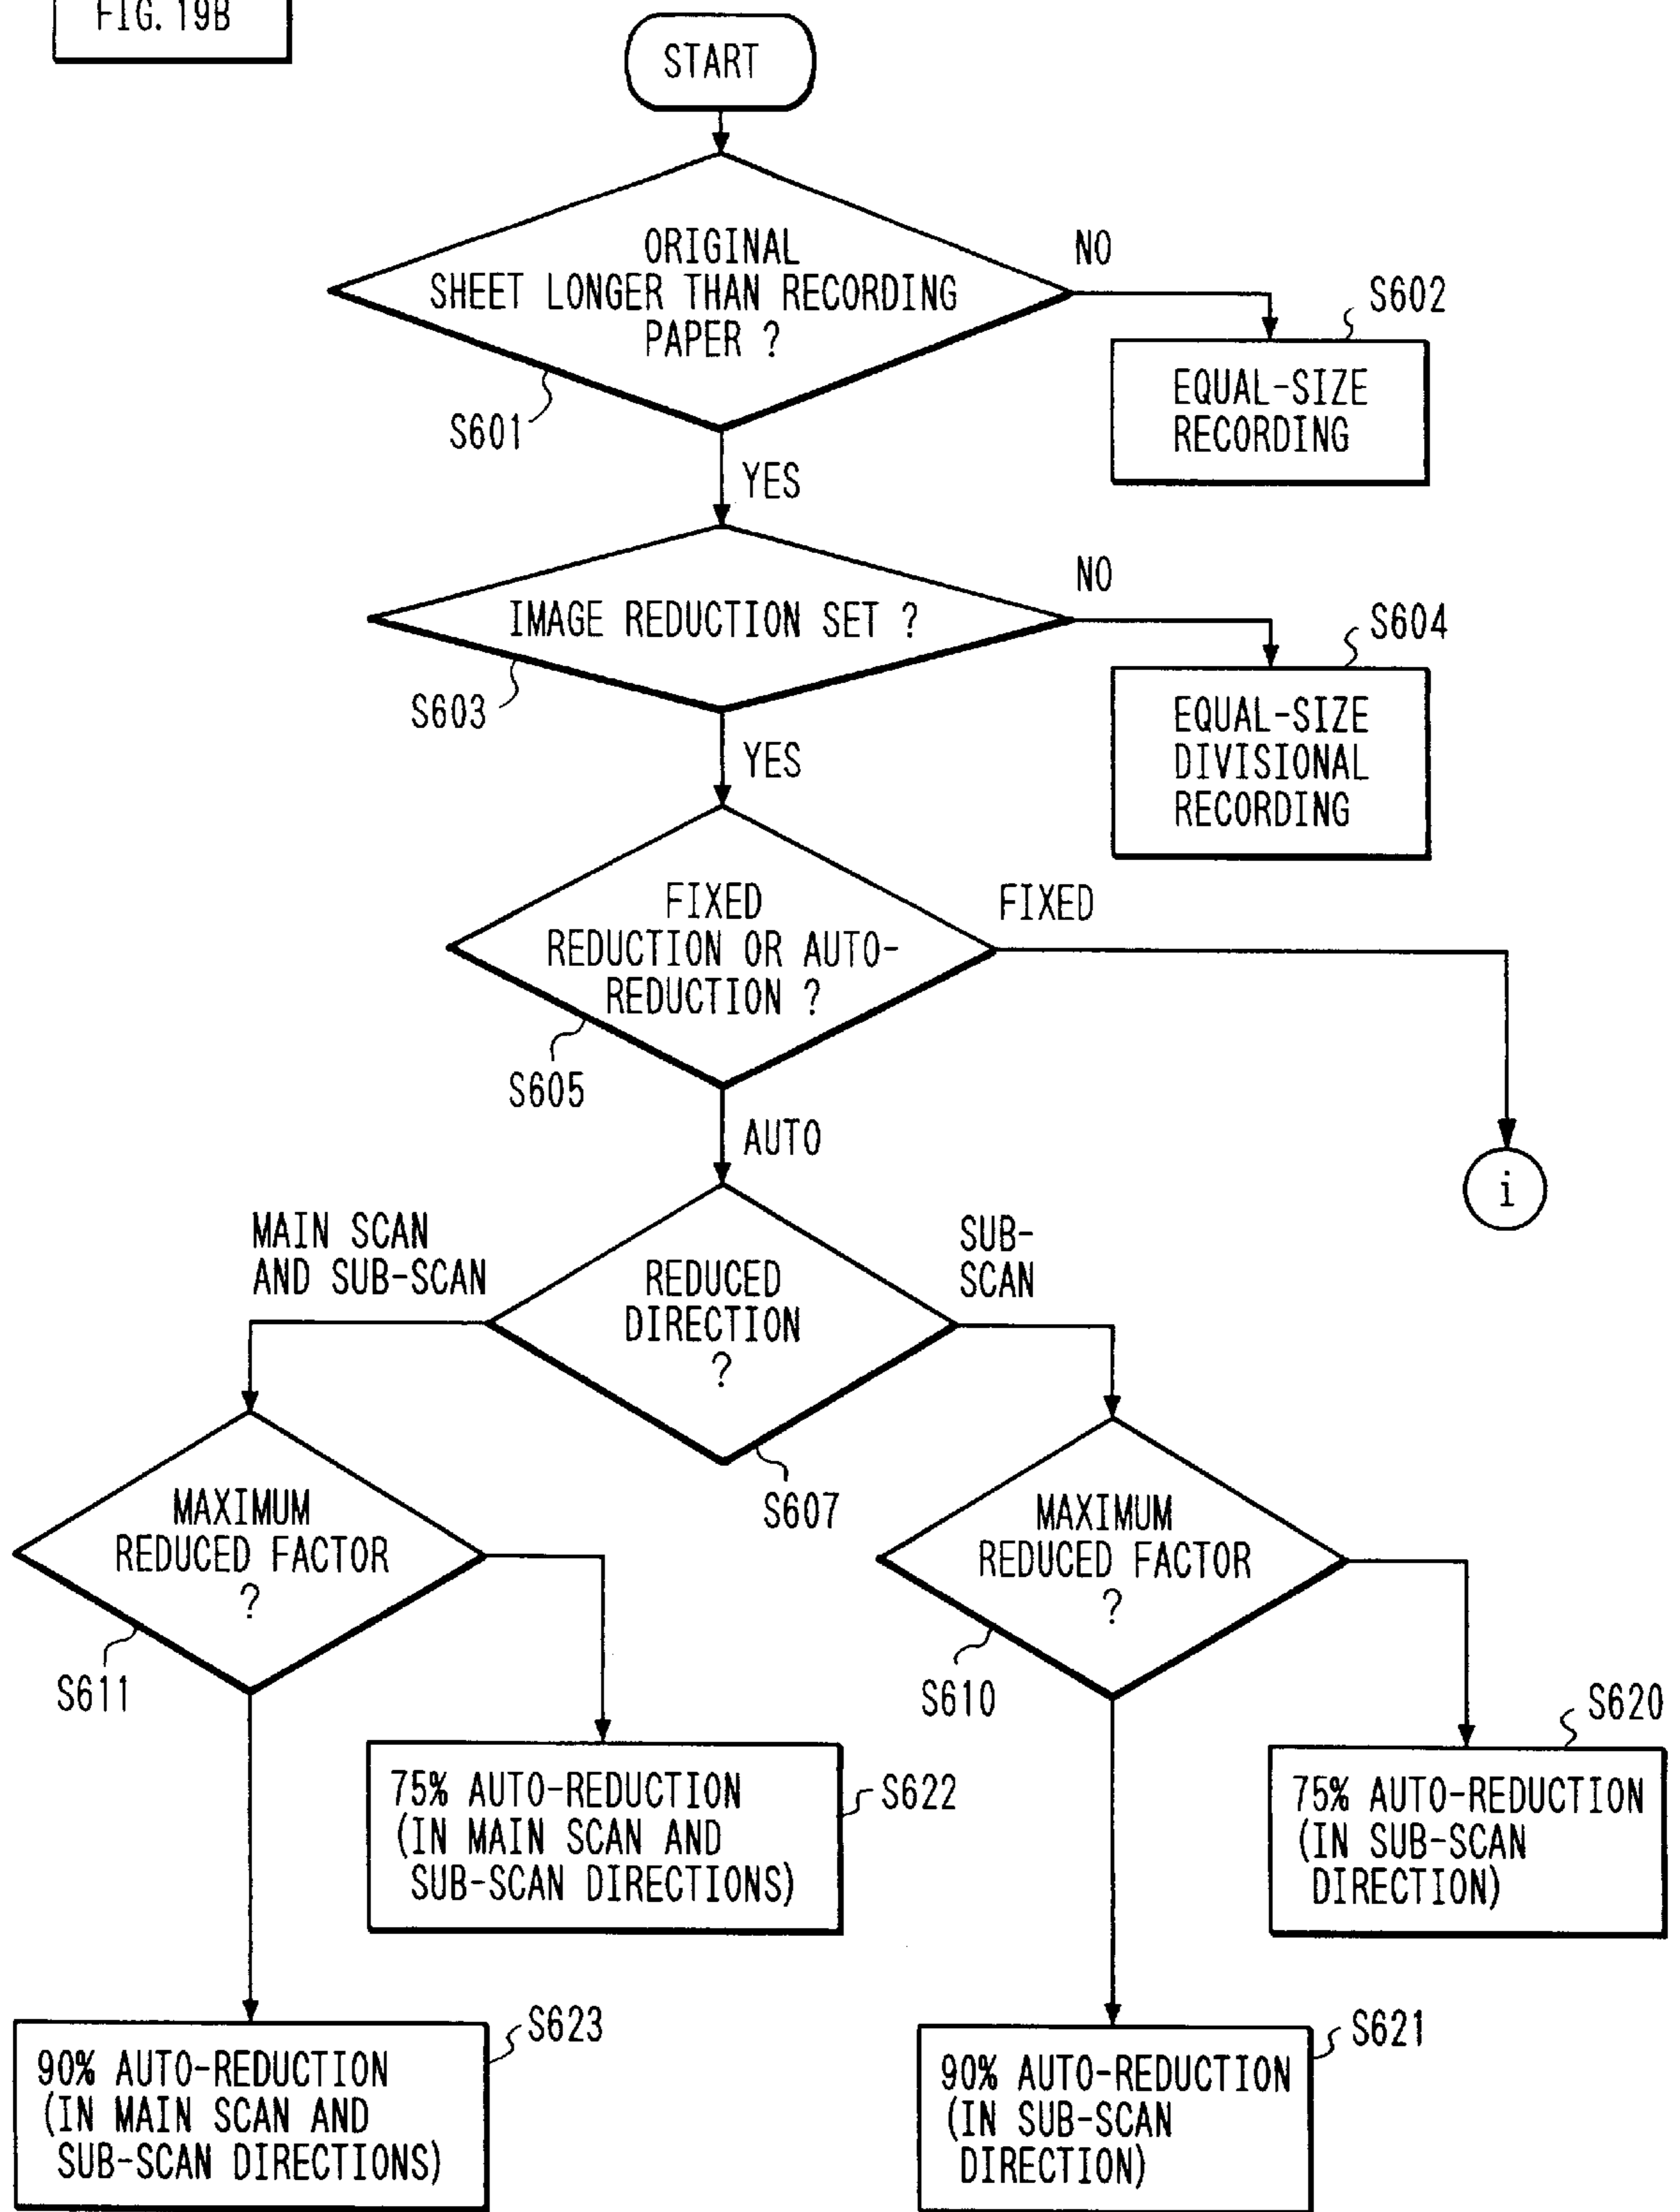 FIG. 19B
START
ORIGINAL
SHEET LONGER THAN RECORDING
PAPER ?
NO
S602
EQUAL-SIZE
RECORDING
S601
YES
IMAGE REDUCTION SET ?
NO
S604
EQUAL-SIZE
DIVISIONAL
RECORDING
S603
YES
FIXED
REDUCTION OR AUTO-
REDUCTION ?
FIXED
S605
AUTO
i
MAIN SCAN
AND SUB-SCAN
REDUCED
DIRECTION
?
SUB-
SCAN
S607
MAXIMUM
REDUCED FACTOR
?
S611
MAXIMUM
REDUCED FACTOR
?
S610
75% AUTO-REDUCTION
(IN MAIN SCAN AND
SUB-SCAN DIRECTIONS)
S622
S620
75% AUTO-REDUCTION
(IN SUB-SCAN
DIRECTION)
S623
90% AUTO-REDUCTION
(IN MAIN SCAN AND
SUB-SCAN DIRECTIONS)
S621
90% AUTO-REDUCTION
(IN SUB-SCAN
DIRECTION)